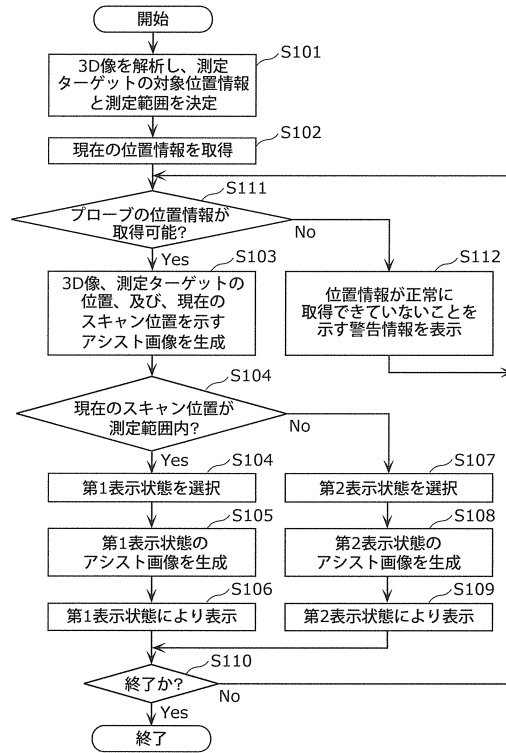 開始
S101
3D像を解析し、測定
ターゲットの対象位置情報
と測定範囲を決定
S102
現在の位置情報を取得
S111
プローブの位置情報が
取得可能?
No
Yes
S103
3D像、測定ターゲットの
位置、及び、現在の
スキャン位置を示す
アシスト画像を生成
S112
位置情報が正常に
取得できていないことを
示す警告情報を表示
S104
現在のスキャン位置が
測定範囲内?
No
Yes
S104
第1表示状態を選択
S107
第2表示状態を選択
S105
第1表示状態の
アシスト画像を生成
S108
第2表示状態の
アシスト画像を生成
S106
第1表示状態により表示
S109
第2表示状態により表示
S110
終了か?
No
Yes
終了